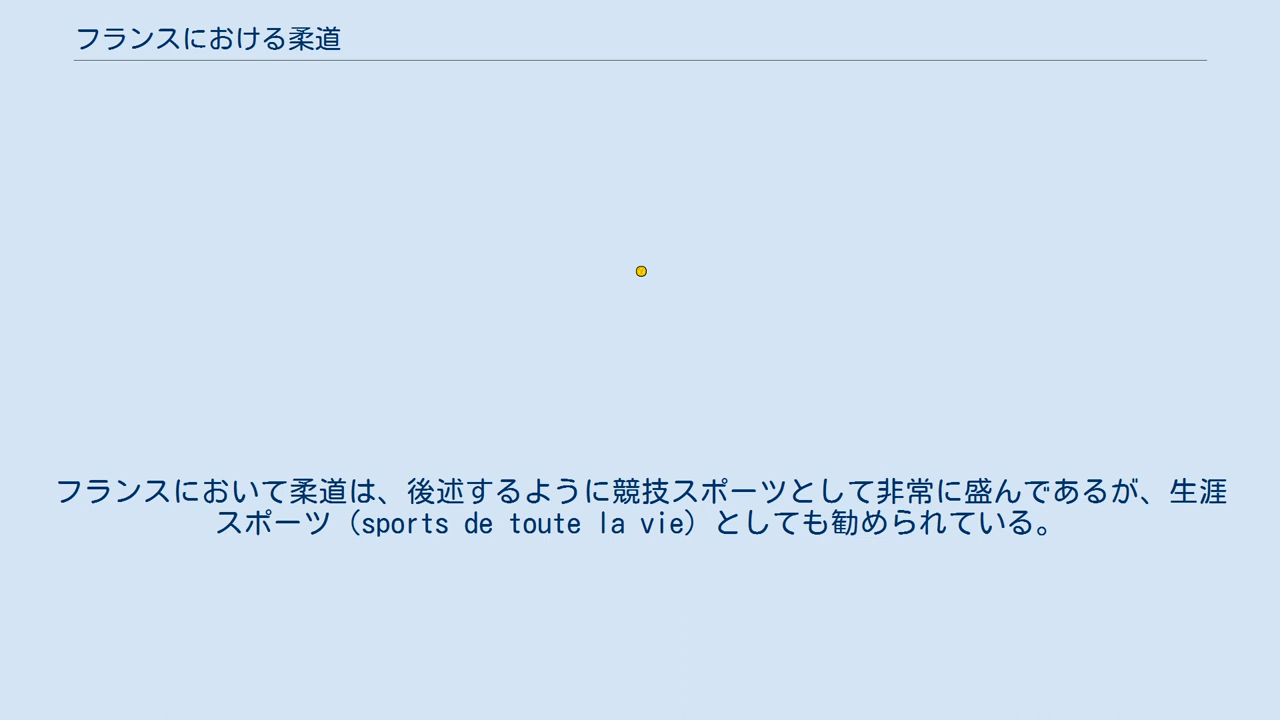 フランスにおける柔道
フランスにおいて柔道は、後述するように競技スポーツとして非常に盛んであるが、生涯
スポーツ（sports de toute la vie）としても勧められている。